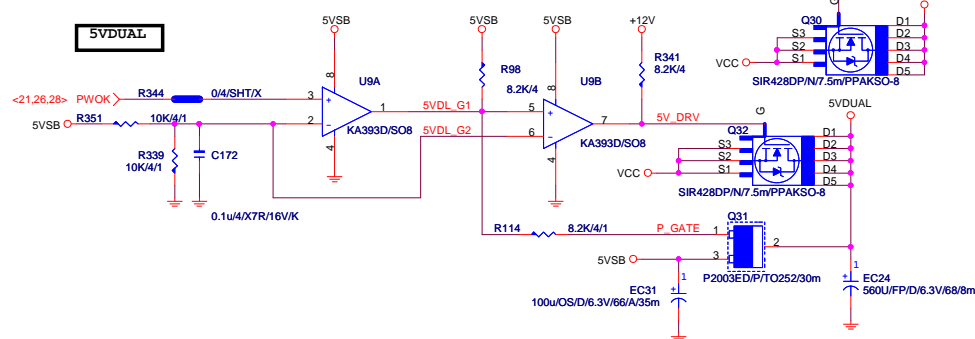 5VDUAL
5VSB
5VSB
5VSB
+12V
G
Q30
S3
S2
S1
D1
D2
D3
D4
D5
VCC
SIR428DP/N/7.5m/PPAKSO-8
R98
8.2K/4
R341
8.2K/4
U9A
U9B
8
8
<21,26,28> PWOK
R344
0/4/SHT/X
3
+
1
5VDL_G1
5
+
7
5V_DRV
G
5VDUAL
5VSB
R351
10K/4/1
2
-
KA393D/SO8
5VDL_G2
6
-
KA393D/SO8
4
4
R339
10K/4/1
C172
0.1u/4/X7R/16V/K
Q32
S3
S2
S1
D1
D2
D3
D4
D5
VCC
SIR428DP/N/7.5m/PPAKSO-8
R114
8.2K/4/1
P_GATE
Q31
1
2
3
5VSB
P2003ED/P/TO252/30m
EC31
+
1
100u/OS/D/6.3V/66/A/35m
EC24
+
1
560U/FP/D/6.3V/68/8m